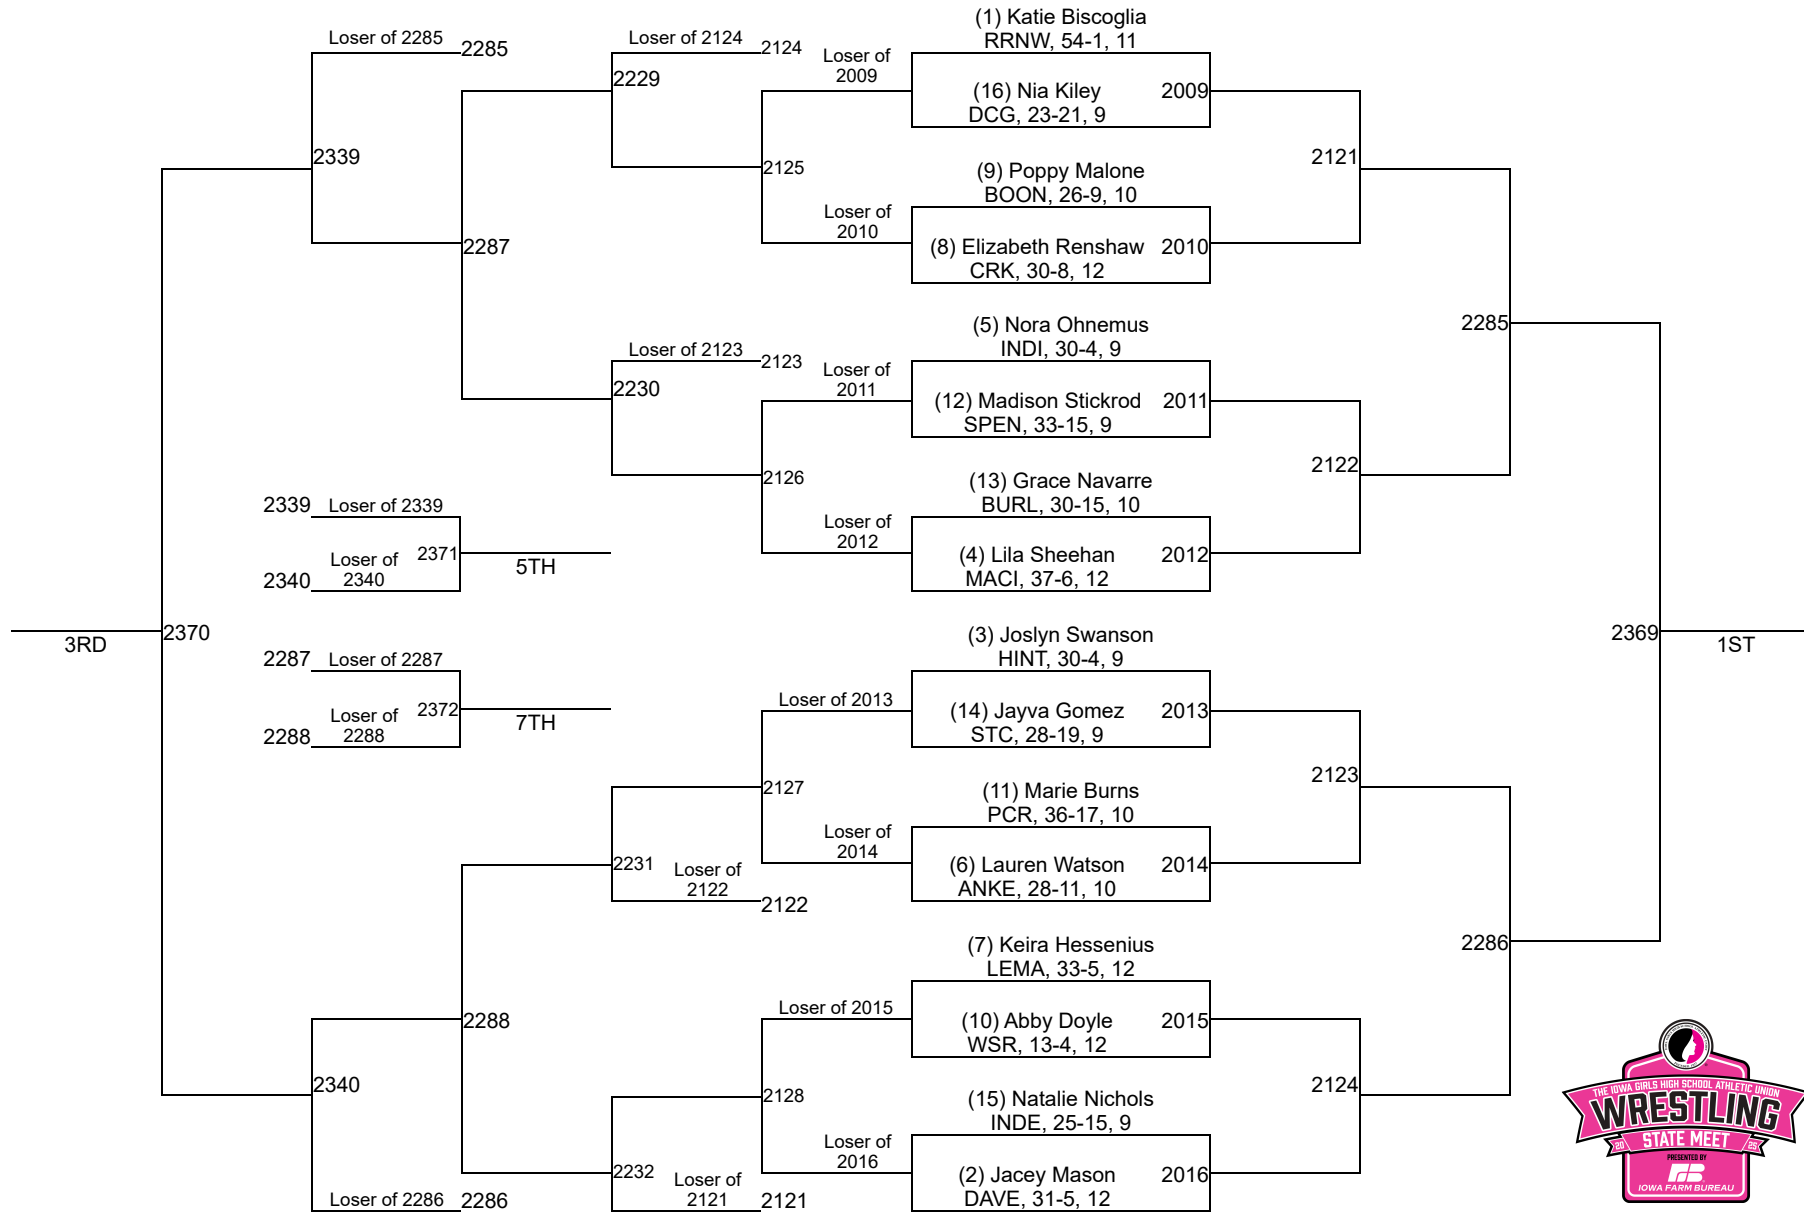 (1) Katie Biscoglia
RRNW, 54-1, 11
(16) Nia Kiley
DCG, 23-21, 9
2009
(9) Poppy Malone
BOON, 26-9, 10
(8) Elizabeth Renshaw
CRK, 30-8, 12
2010
(5) Nora Ohnemus
INDI, 30-4, 9
(12) Madison Stickrod
SPEN, 33-15, 9
2011
(13) Grace Navarre
BURL, 30-15, 10
(4) Lila Sheehan
MACI, 37-6, 12
2012
(3) Joslyn Swanson
HINT, 30-4, 9
(14) Jayva Gomez
STC, 28-19, 9
2013
(11) Marie Burns
PCR, 36-17, 10
(6) Lauren Watson
ANKE, 28-11, 10
2014
(7) Keira Hessenius
LEMA, 33-5, 12
(10) Abby Doyle
WSR, 13-4, 12
2015
(15) Natalie Nichols
INDE, 25-15, 9
(2) Jacey Mason
DAVE, 31-5, 12
2016
2121
2122
2123
2124
2285
2286
2369
1ST
Loser of
2009
Loser of
2010
2125
Loser of
2011
Loser of
2012
2126
Loser of 2013
Loser of
2014
2127
Loser of 2015
Loser of
2016
2128
Loser of 2124
2124
2229
Loser of 2123
2123
2230
2231
Loser of
2122
2122
2232
Loser of
2121
2121
2287
2288
Loser of 2285
2285
2339
2340
Loser of 2286
2286
2370
3RD
2339
Loser of 2339
Loser of
2340
2340
2371
5TH
2287
Loser of 2287
Loser of
2288
2288
2372
7TH
THE IOWA GIRLS HIGH SCHOOL ATHLETIC UNION
WRESTLING
20 STATE MEET 25
PRESENTED BY
FB
IOWA FARM BUREAU